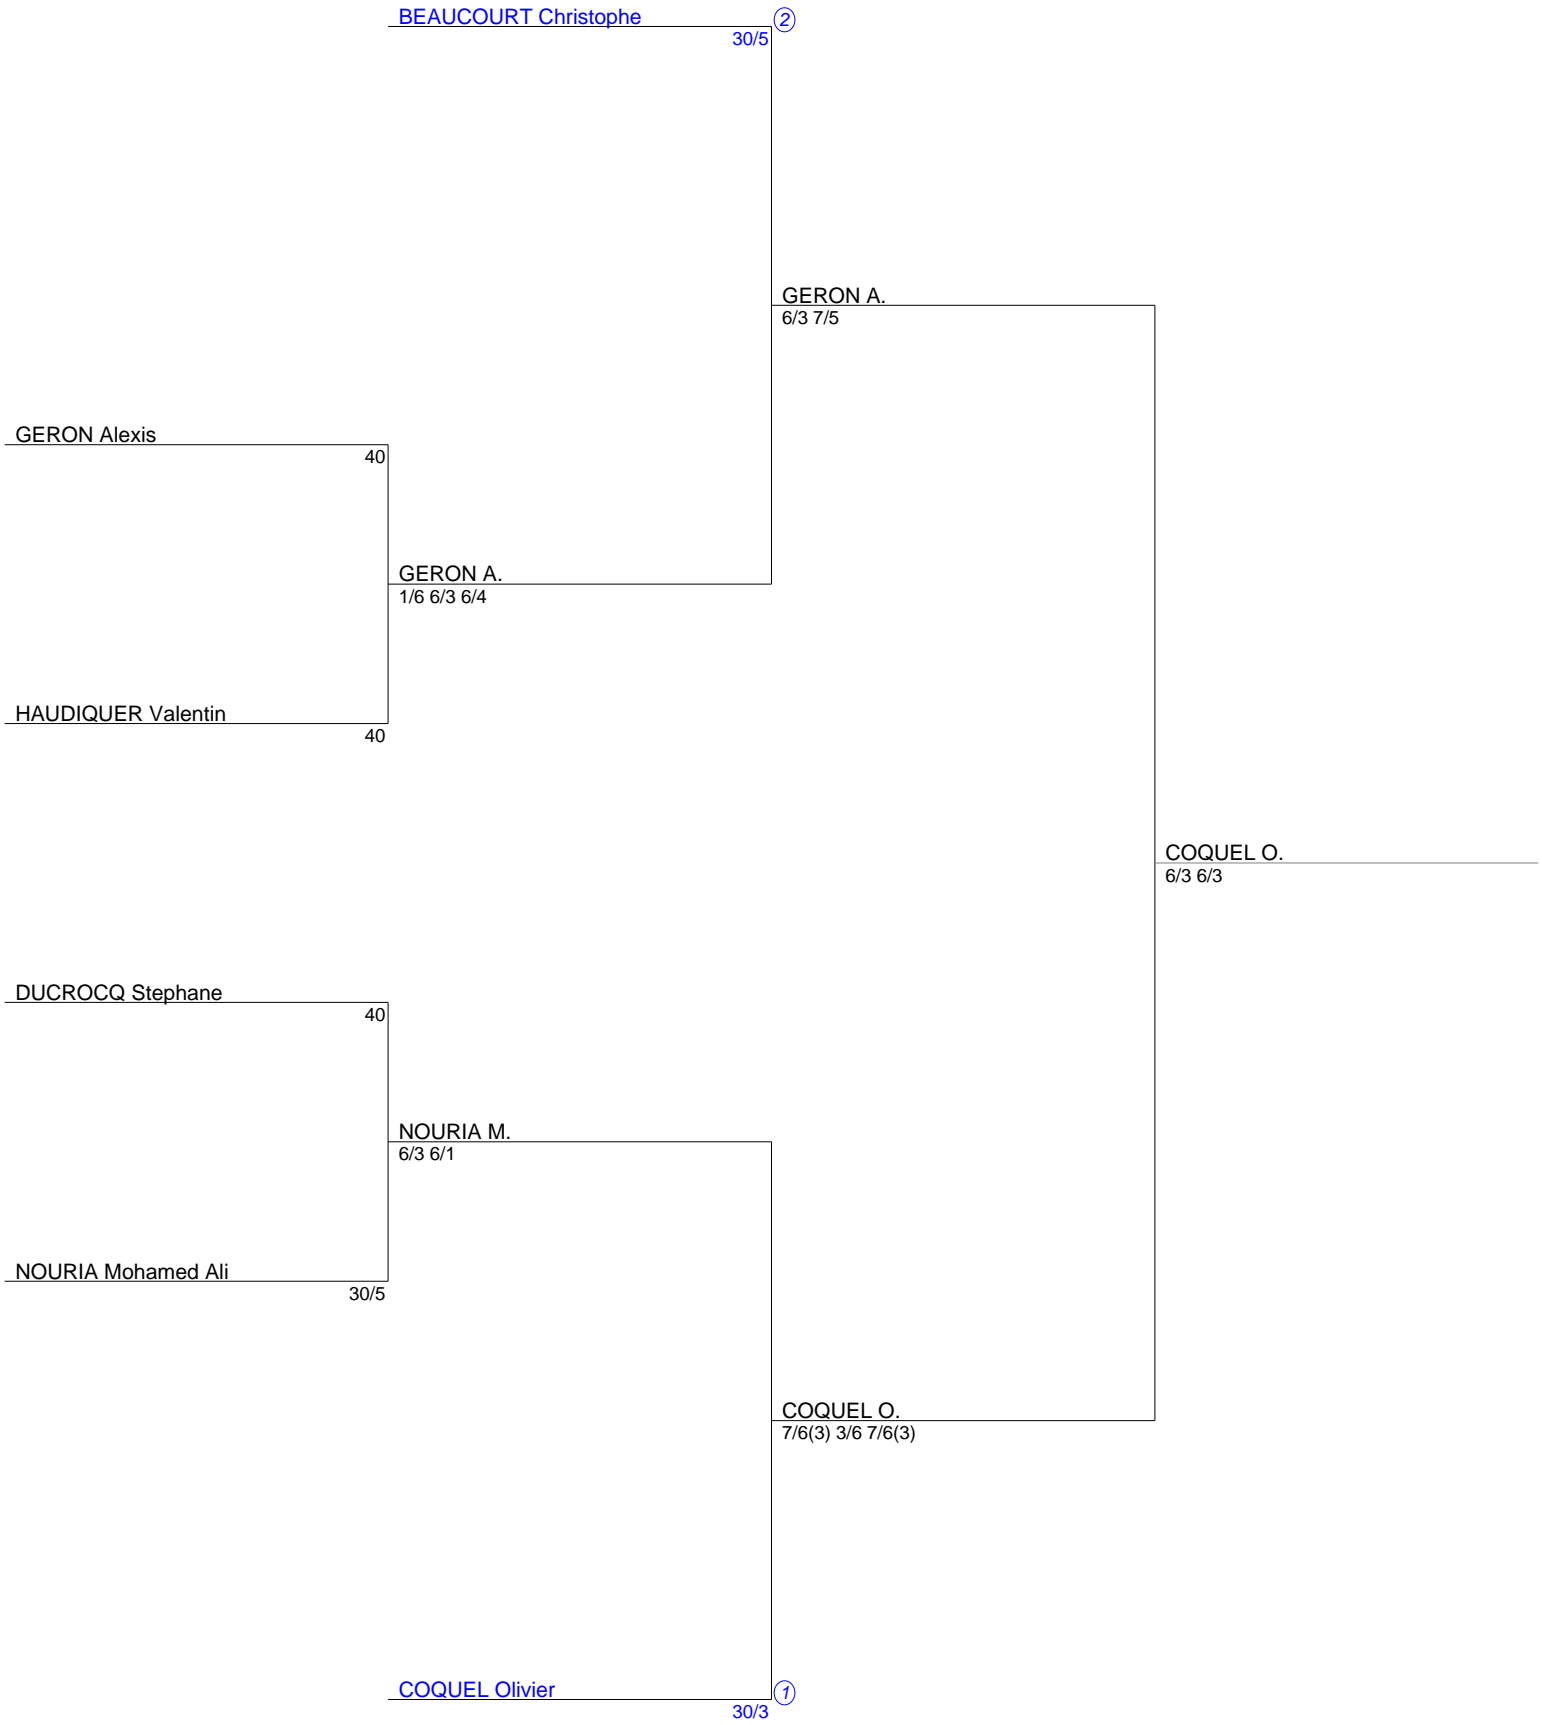 BEAUCOURT Christophe
2
30/5
GERON A.
6/3 7/5
GERON Alexis
40
GERON A.
1/6 6/3 6/4
HAUDIQUER Valentin
40
COQUEL O.
6/3 6/3
DUCROCQ Stephane
40
NOURIA M.
6/3 6/1
NOURIA Mohamed Ali
30/5
COQUEL O.
7/6(3) 3/6 7/6(3)
COQUEL Olivier
1
30/3